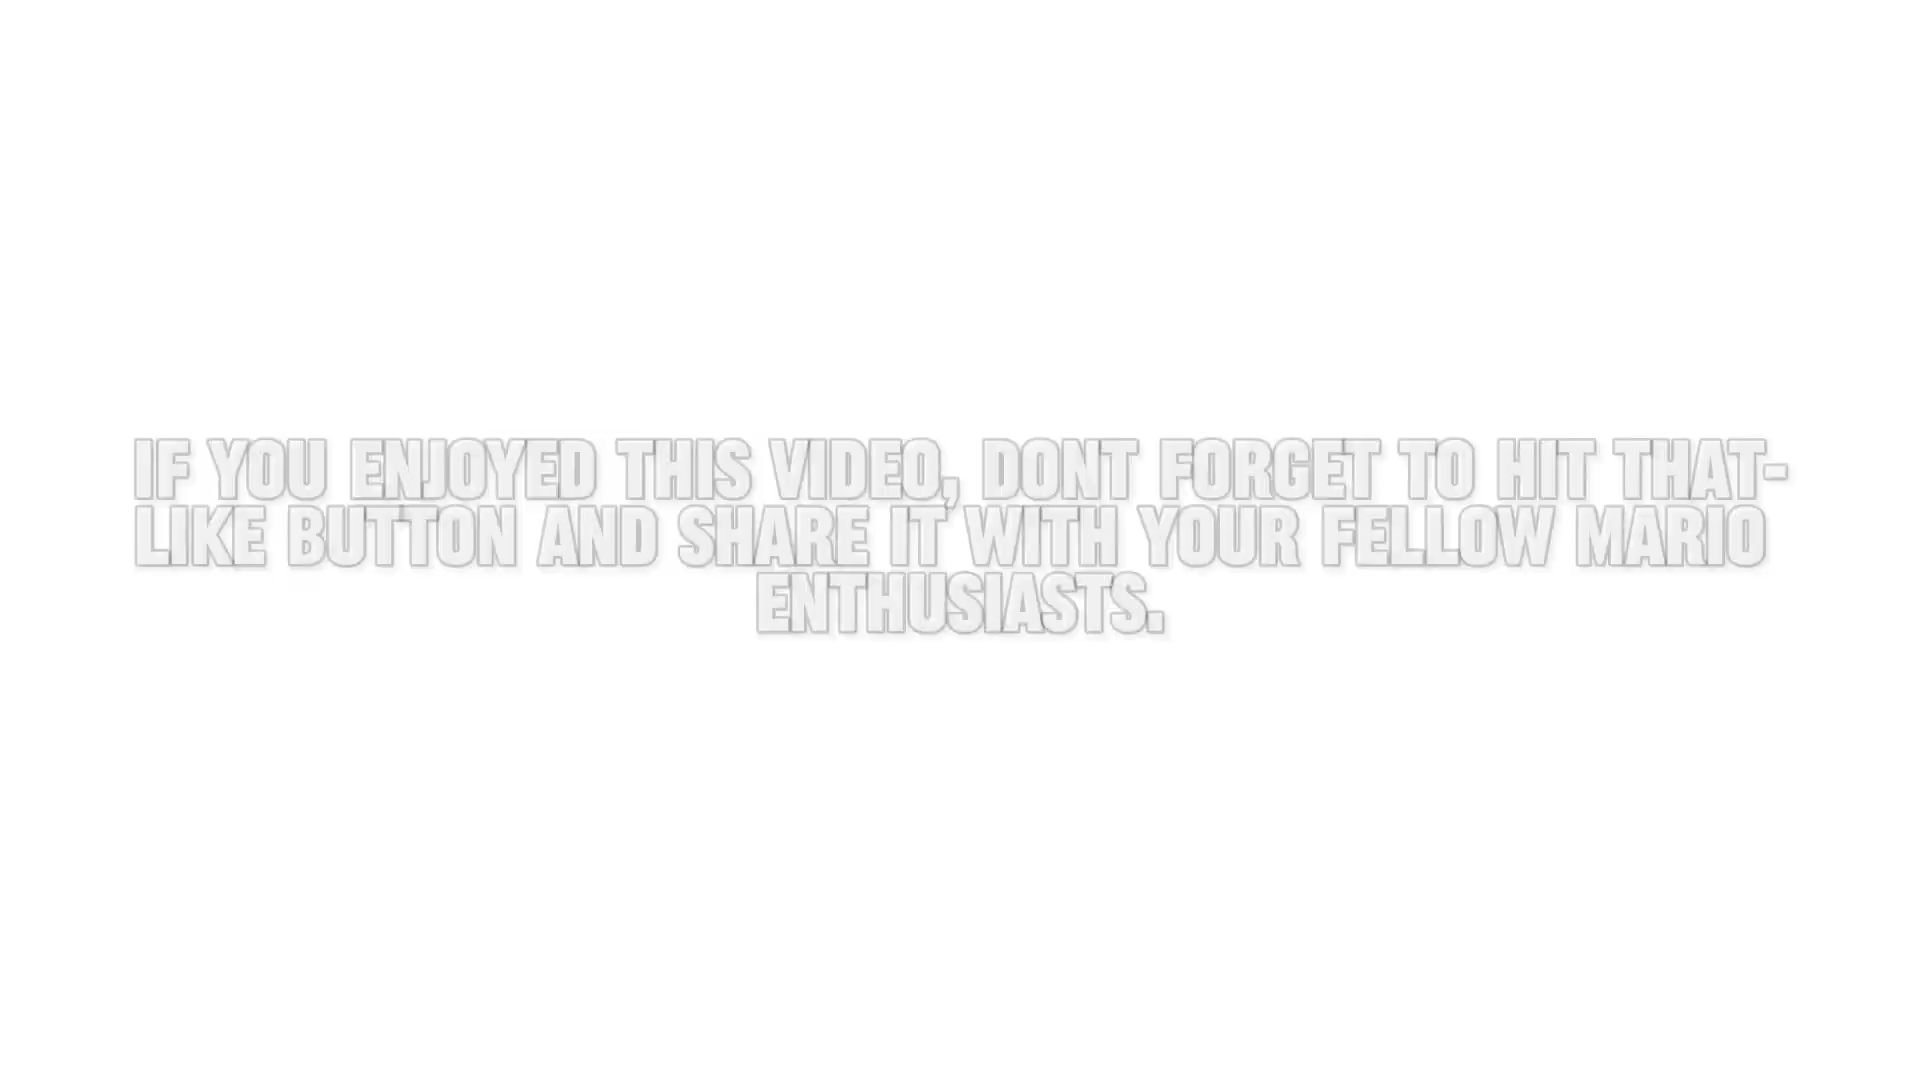 IF YOU ENJOYED THIS VIDEO, DONT FORGET TO HIT THAT-
LIKE BUTTON AND SHARE IT WITH YOUR FELLOW MARIO
ENTHUSIASTS.